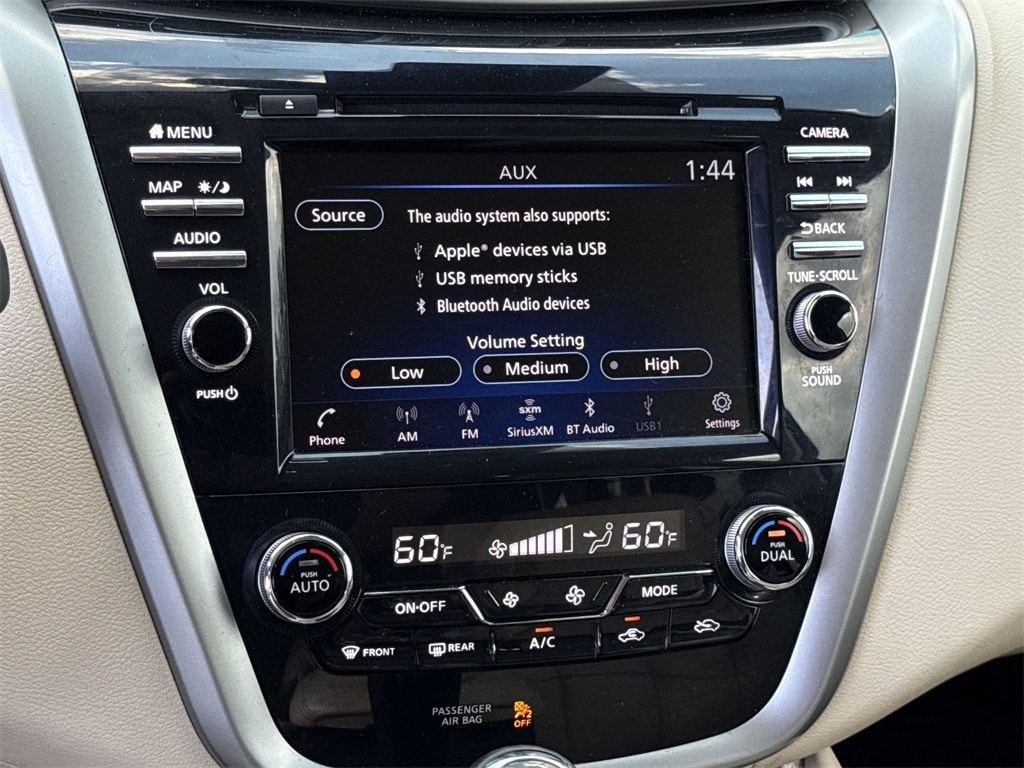 MENU
CAMERA
MAP
AUDIO
VOL
PUSH
BACK
TUNE·SCROLL
PUSH
SOUND
AUX
1:44
Source
The audio system also supports:
Apple® devices via USB
USB memory sticks
Bluetooth Audio devices
Volume Setting
Low
Medium
High
Phone
AM
FM
sxm
SiriusXM
BT Audio
USB1
Settings
60°F
60°F
PUSH
AUTO
PUSH
DUAL
ON·OFF
MODE
FRONT
REAR
A/C
PASSENGER
AIR BAG
2
OFF